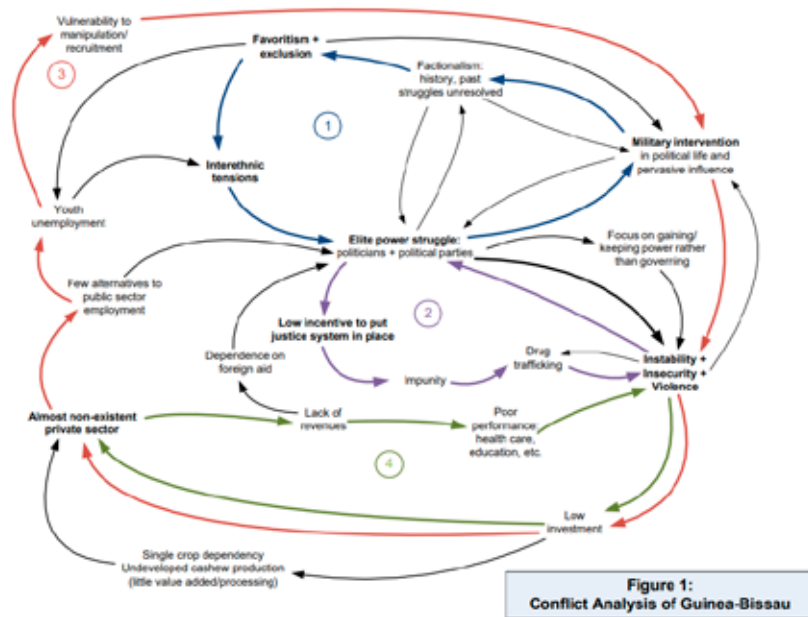 Vulnerability to
manipulation/
recruitment
3
Favoritism +
exclusion
Factionalism:
history, past
struggles unresolved
1
Military intervention
in political life and
pervasive influence
Interethnic
tensions
Youth
unemployment
Elite power struggle:
politicians + political parties
Focus on gaining/
keeping power rather
than governing
Few alternatives to
public sector
employment
2
Low incentive to put
justice system in place
Dependence on
foreign aid
Impunity
Drug
trafficking
Instability +
Insecurity +
Violence
Almost non-existent
private sector
Lack of
revenues
Poor
performance:
health care,
education, etc.
4
Low
investment
Single crop dependency
Undeveloped cashew production
(little value added/processing)
Figure 1:
Conflict Analysis of Guinea-Bissau